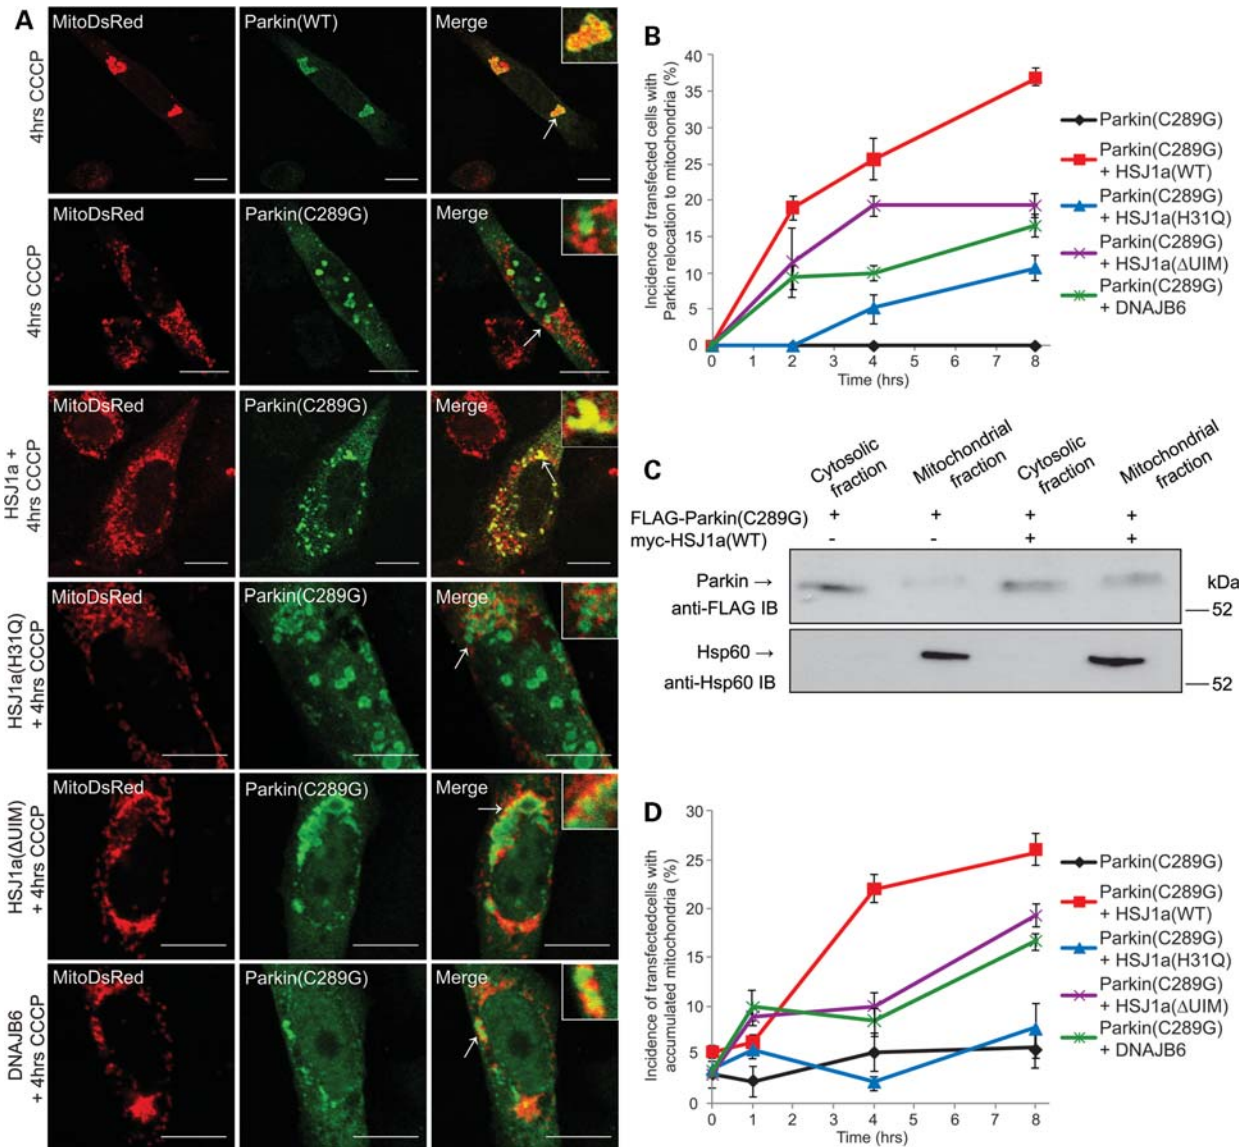 A
MitoDsRed
Parkin(WT)
Merge
4hrs CCCP
MitoDsRed
Parkin(C289G)
Merge
4hrs CCCP
MitoDsRed
Parkin(C289G)
Merge
HSJ1a +
4hrs CCCP
MitoDsRed
Parkin(C289G)
Merge
HSJ1a(H31Q)
+ 4hrs CCCP
MitoDsRed
Parkin(C289G)
Merge
HSJ1a(ΔUIM)
+ 4hrs CCCP
MitoDsRed
Parkin(C289G)
Merge
DNAJB6
+ 4hrs CCCP
B
Incidence of transfected cells with
Parkin relocation to mitochondria (%)
40
35
30
25
20
15
10
5
0
0 1 2 3 4 5 6 7 8
Time (hrs)
Parkin(C289G)
Parkin(C289G)
+ HSJ1a(WT)
Parkin(C289G)
+ HSJ1a(H31Q)
Parkin(C289G)
+ HSJ1a(ΔUIM)
Parkin(C289G)
+ DNAJB6
C
Cytosolic
fraction
Mitochondrial
fraction
Cytosolic
fraction
Mitochondrial
fraction
FLAG-Parkin(C289G) + + + +
myc-HSJ1a(WT) - - + +
Parkin →
anti-FLAG IB
kDa
52
Hsp60 →
anti-Hsp60 IB
52
D
Incidence of transfectedcells with
accumulated mitochondria (%)
30
25
20
15
10
5
0
0 1 2 3 4 5 6 7 8
Time (hrs)
Parkin(C289G)
Parkin(C289G)
+ HSJ1a(WT)
Parkin(C289G)
+ HSJ1a(H31Q)
Parkin(C289G)
+ HSJ1a(ΔUIM)
Parkin(C289G)
+ DNAJB6